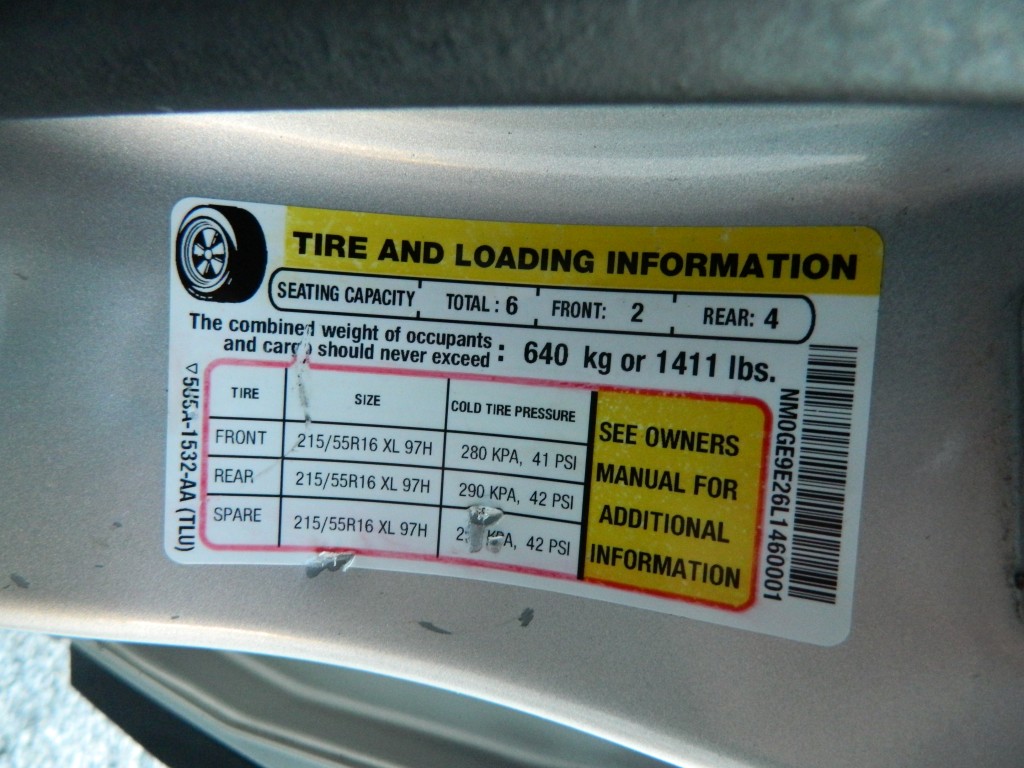 TIRE AND LOADING INFORMATION
SEATING CAPACITY TOTAL : 6 FRONT: 2 REAR: 4
The combined weight of occupants
and cargo should never exceed : 640 kg or 1411 lbs.
TIRE SIZE COLD TIRE PRESSURE
FRONT 215/55R16 XL 97H 280 KPA, 41 PSI
REAR 215/55R16 XL 97H 290 KPA, 42 PSI
SPARE 215/55R16 XL 97H KPA, 42 PSI
SEE OWNERS
MANUAL FOR
ADDITIONAL
INFORMATION
5U5A-1532-AA (TLU)
NM0GE9E26L1460001